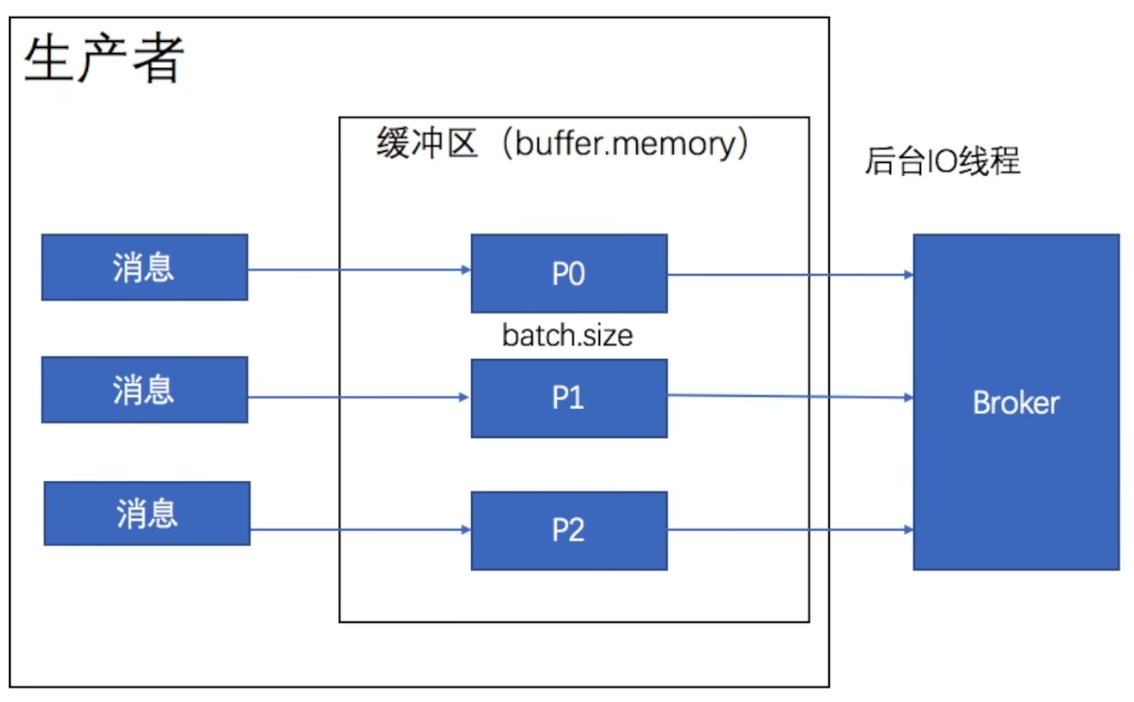 生产者
缓冲区（buffer.memory）
后台IO线程
消息
P0
batch.size
消息
P1
Broker
消息
P2